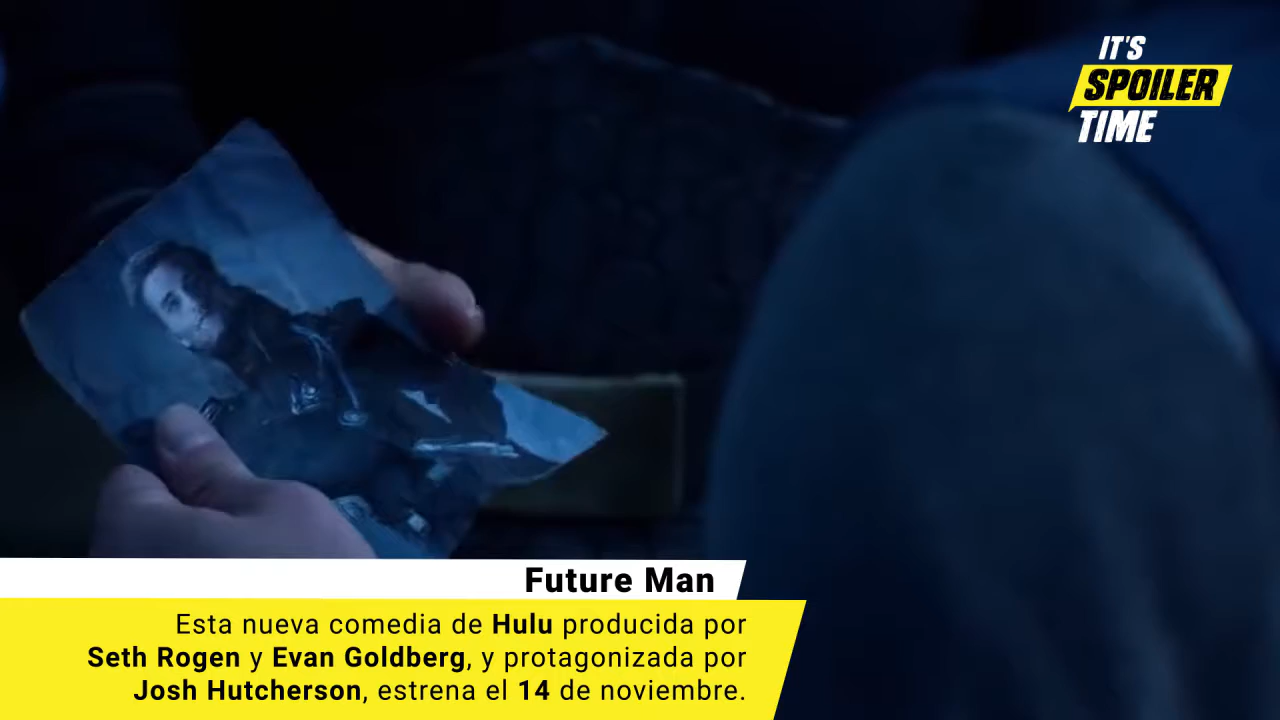 IT'S
SPOILER
TIME
Future Man
Esta nueva comedia de Hulu producida por
Seth Rogen y Evan Goldberg, y protagonizada por
Josh Hutcherson, estrena el 14 de noviembre.